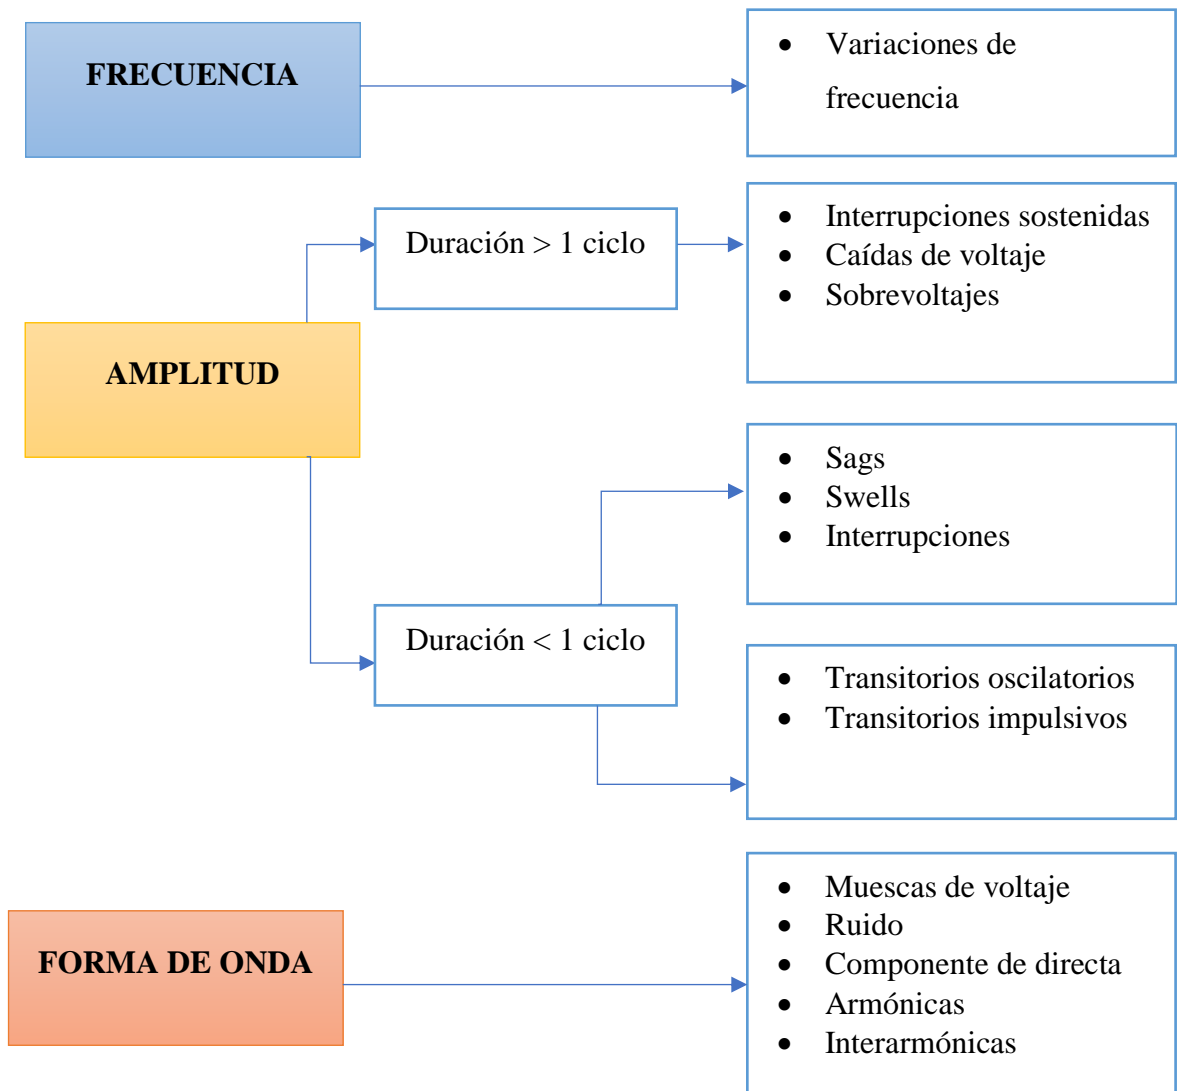 FRECUENCIA
• Variaciones de
frecuencia
Duración > 1 ciclo
• Interrupciones sostenidas
• Caídas de voltaje
• Sobrevoltajes
AMPLITUD
• Sags
• Swells
• Interrupciones
Duración < 1 ciclo
• Transitorios oscilatorios
• Transitorios impulsivos
FORMA DE ONDA
• Muescas de voltaje
• Ruido
• Componente de directa
• Armónicas
• Interarmónicas